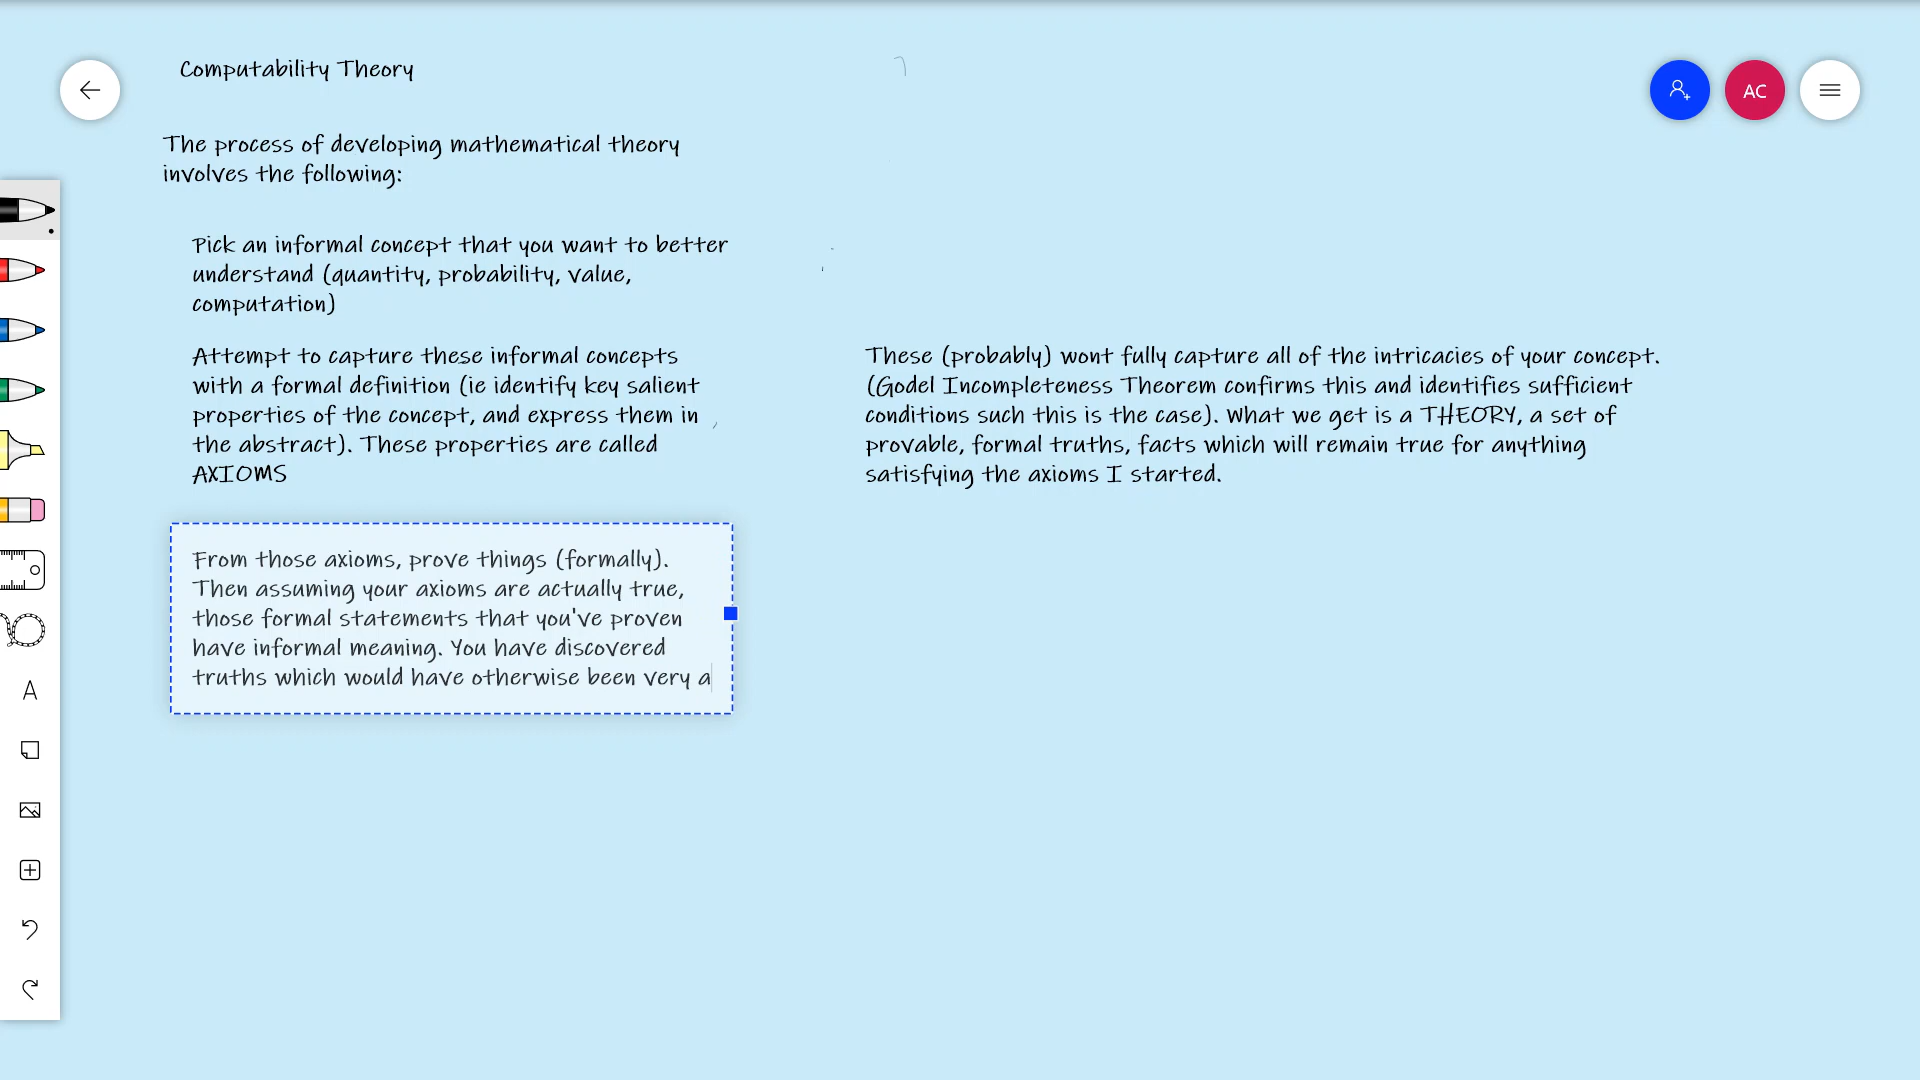 Computability Theory
AC
The process of developing mathematical theory
involves the following:
Pick an informal concept that you want to better
understand (quantity, probability, value,
computation)
Attempt to capture these informal concepts
with a formal definition (ie identify key salient
properties of the concept, and express them in
the abstract). These properties are called
AXIOMS
These (probably) wont fully capture all of the intricacies of your concept.
(Godel Incompleteness Theorem confirms this and identifies sufficient
conditions such this is the case). What we get is a THEORY, a set of
provable, formal truths, facts which will remain true for anything
satisfying the axioms I started.
From those axioms, prove things (formally).
Then assuming your axioms are actually true,
those formal statements that you've proven
have informal meaning. You have discovered
truths which would have otherwise been very a
A